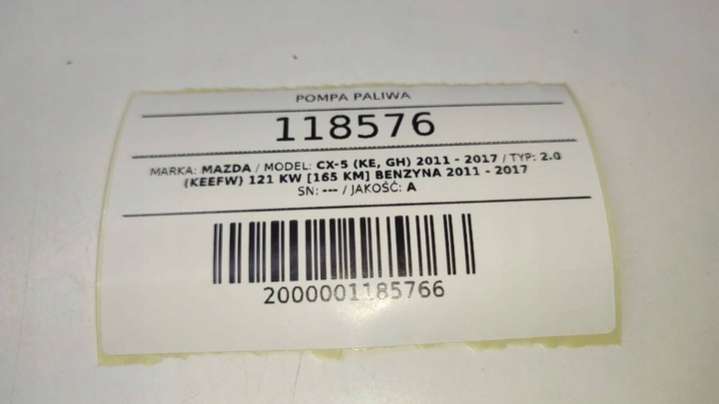 POMPA PALIWA
118576
MARKA: MAZDA / MODEL: CX-5 (KE, GH) 2011 - 2017 / TYP: 2.0
(KEEFW) 121 KW [165 KM] BENZYNA 2011 - 2017
SN: --- / JAKOŚĆ: A
2000001185766